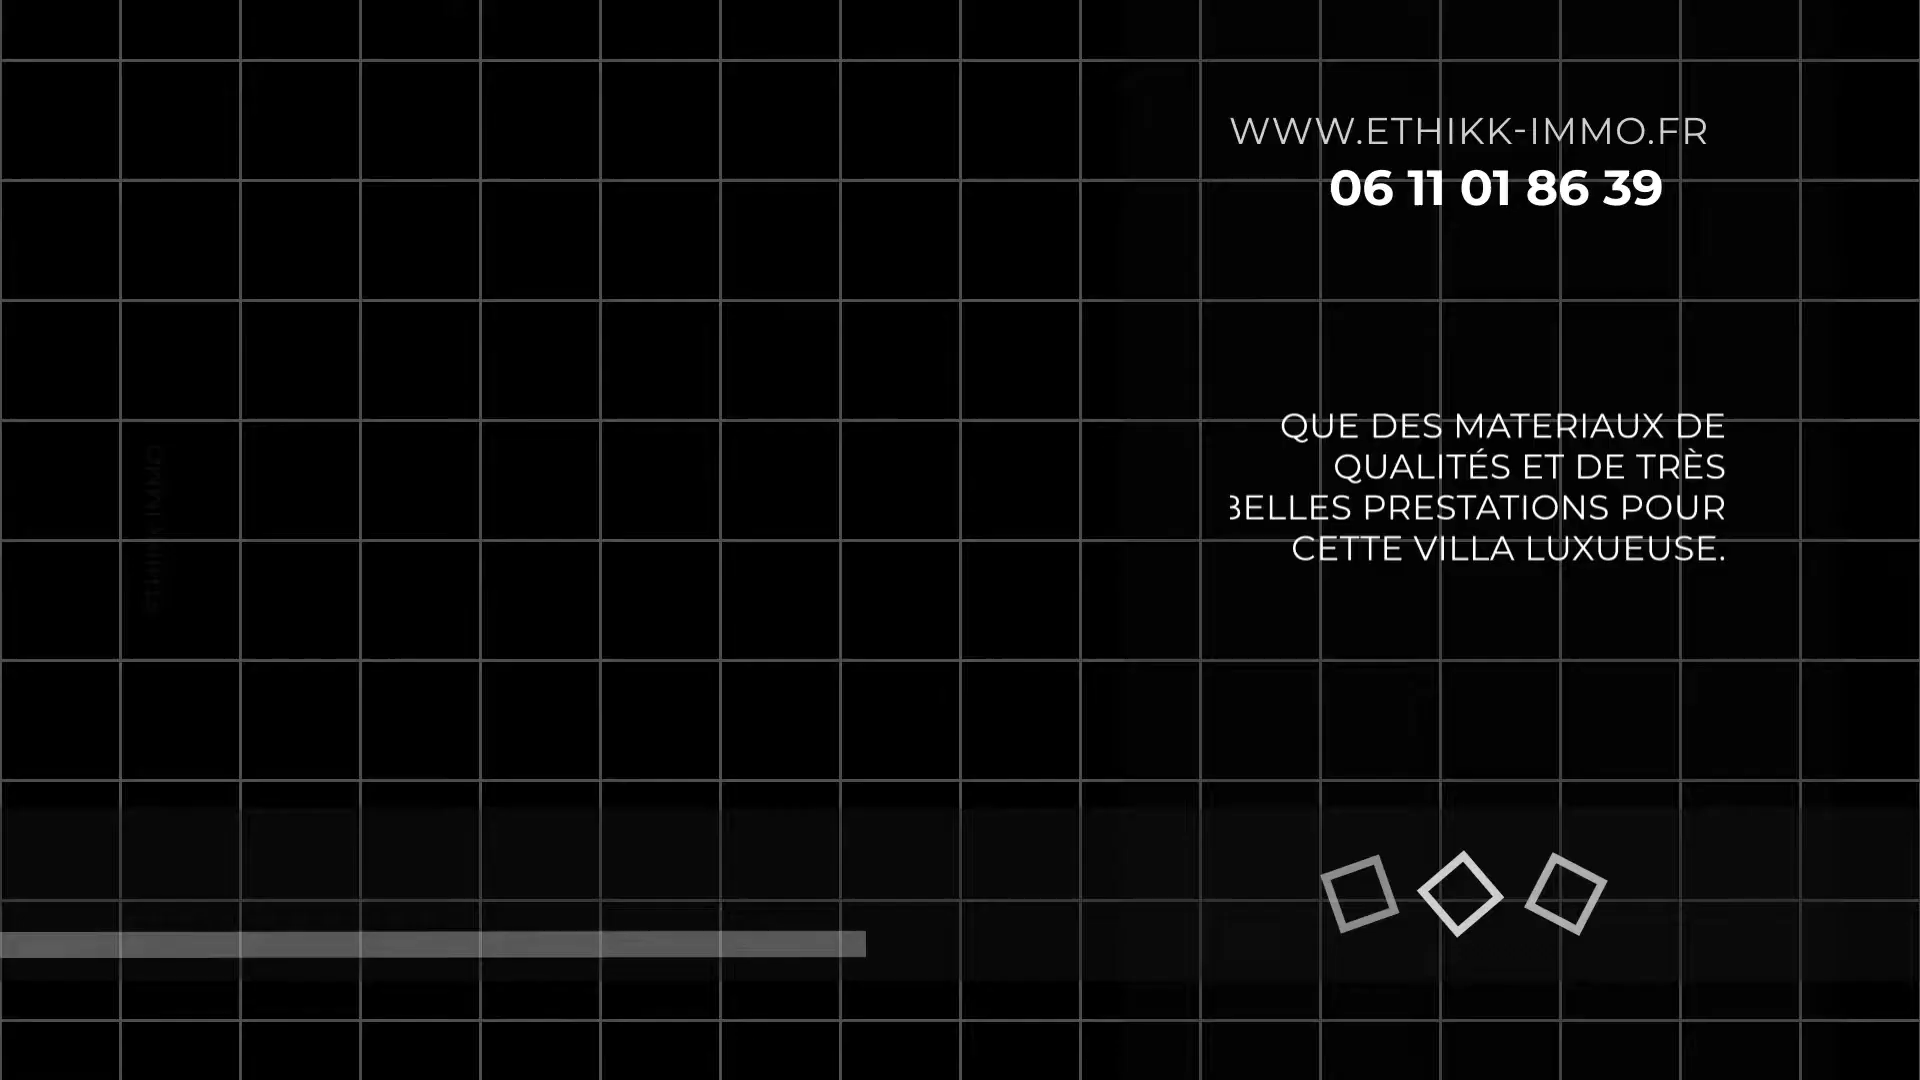 WWW.ETHIKK-IMMO.FR
06 11 01 86 39
QUE DES MATERIAUX DE
QUALITÉS ET DE TRÈS
BELLES PRESTATIONS POUR
CETTE VILLA LUXUEUSE.